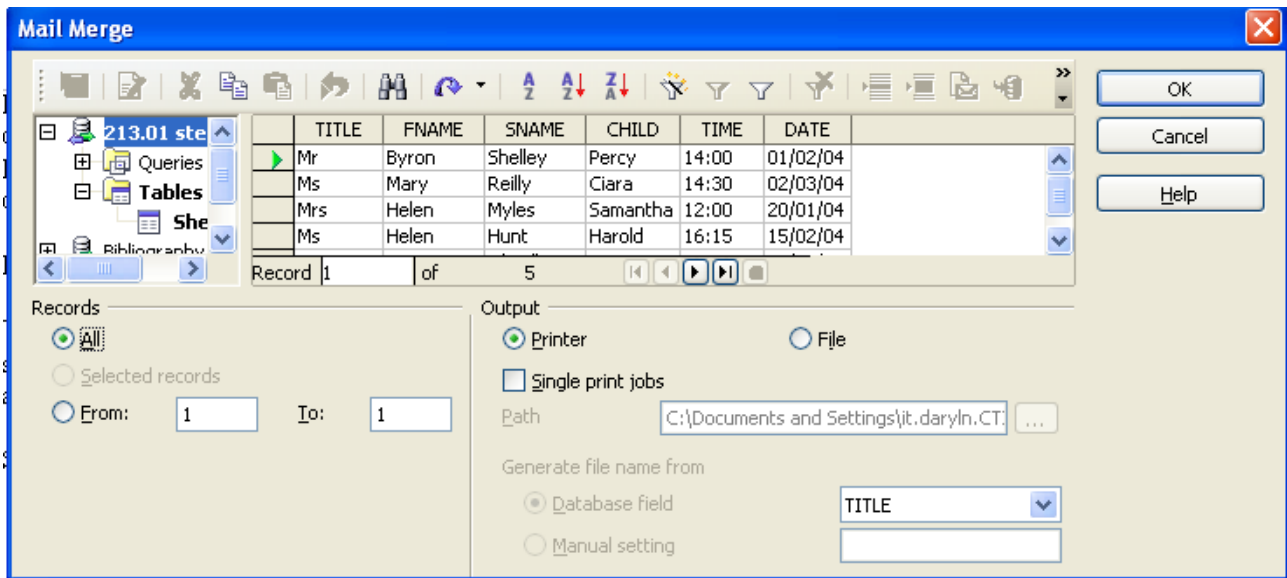 Mail Merge
OK
Cancel
Help
213.01 ste
Queries
Tables
She
Bibliography
TITLE FNAME SNAME CHILD TIME DATE
Mr Byron Shelley Percy 14:00 01/02/04
Ms Mary Reilly Ciara 14:30 02/03/04
Mrs Helen Myles Samantha 12:00 20/01/04
Ms Helen Hunt Harold 16:15 15/02/04
Record 1 of 5
Records
All
Selected records
From: 1 To: 1
Output
Printer File
Single print jobs
Path C:\Documents and Settings\it.daryln.CT. ...
Generate file name from
Database field TITLE
Manual setting